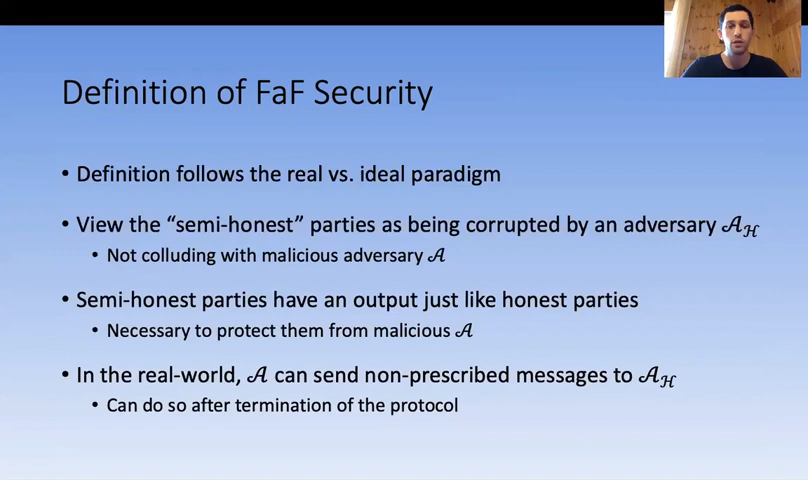 Definition of FaF Security
• Definition follows the real vs. ideal paradigm
• View the “semi-honest” parties as being corrupted by an adversary 𝒜ℋ
• Not colluding with malicious adversary 𝒜
• Semi-honest parties have an output just like honest parties
• Necessary to protect them from malicious 𝒜
• In the real-world, 𝒜 can send non-prescribed messages to 𝒜ℋ
• Can do so after termination of the protocol